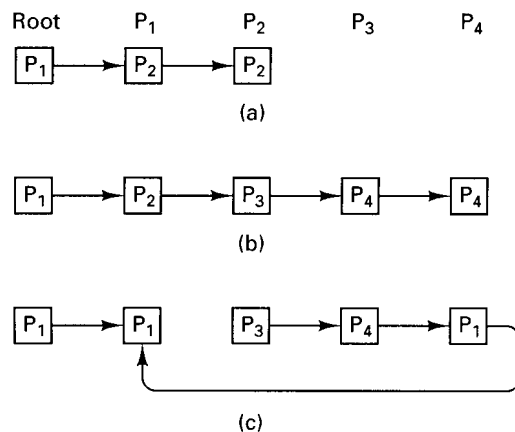 Root P₁ P₂ P₃ P₄
P₁ P₂ P₂
(a)
P₁ P₂ P₃ P₄ P₄
(b)
P₁ P₁ P₃ P₄ P₁
(c)